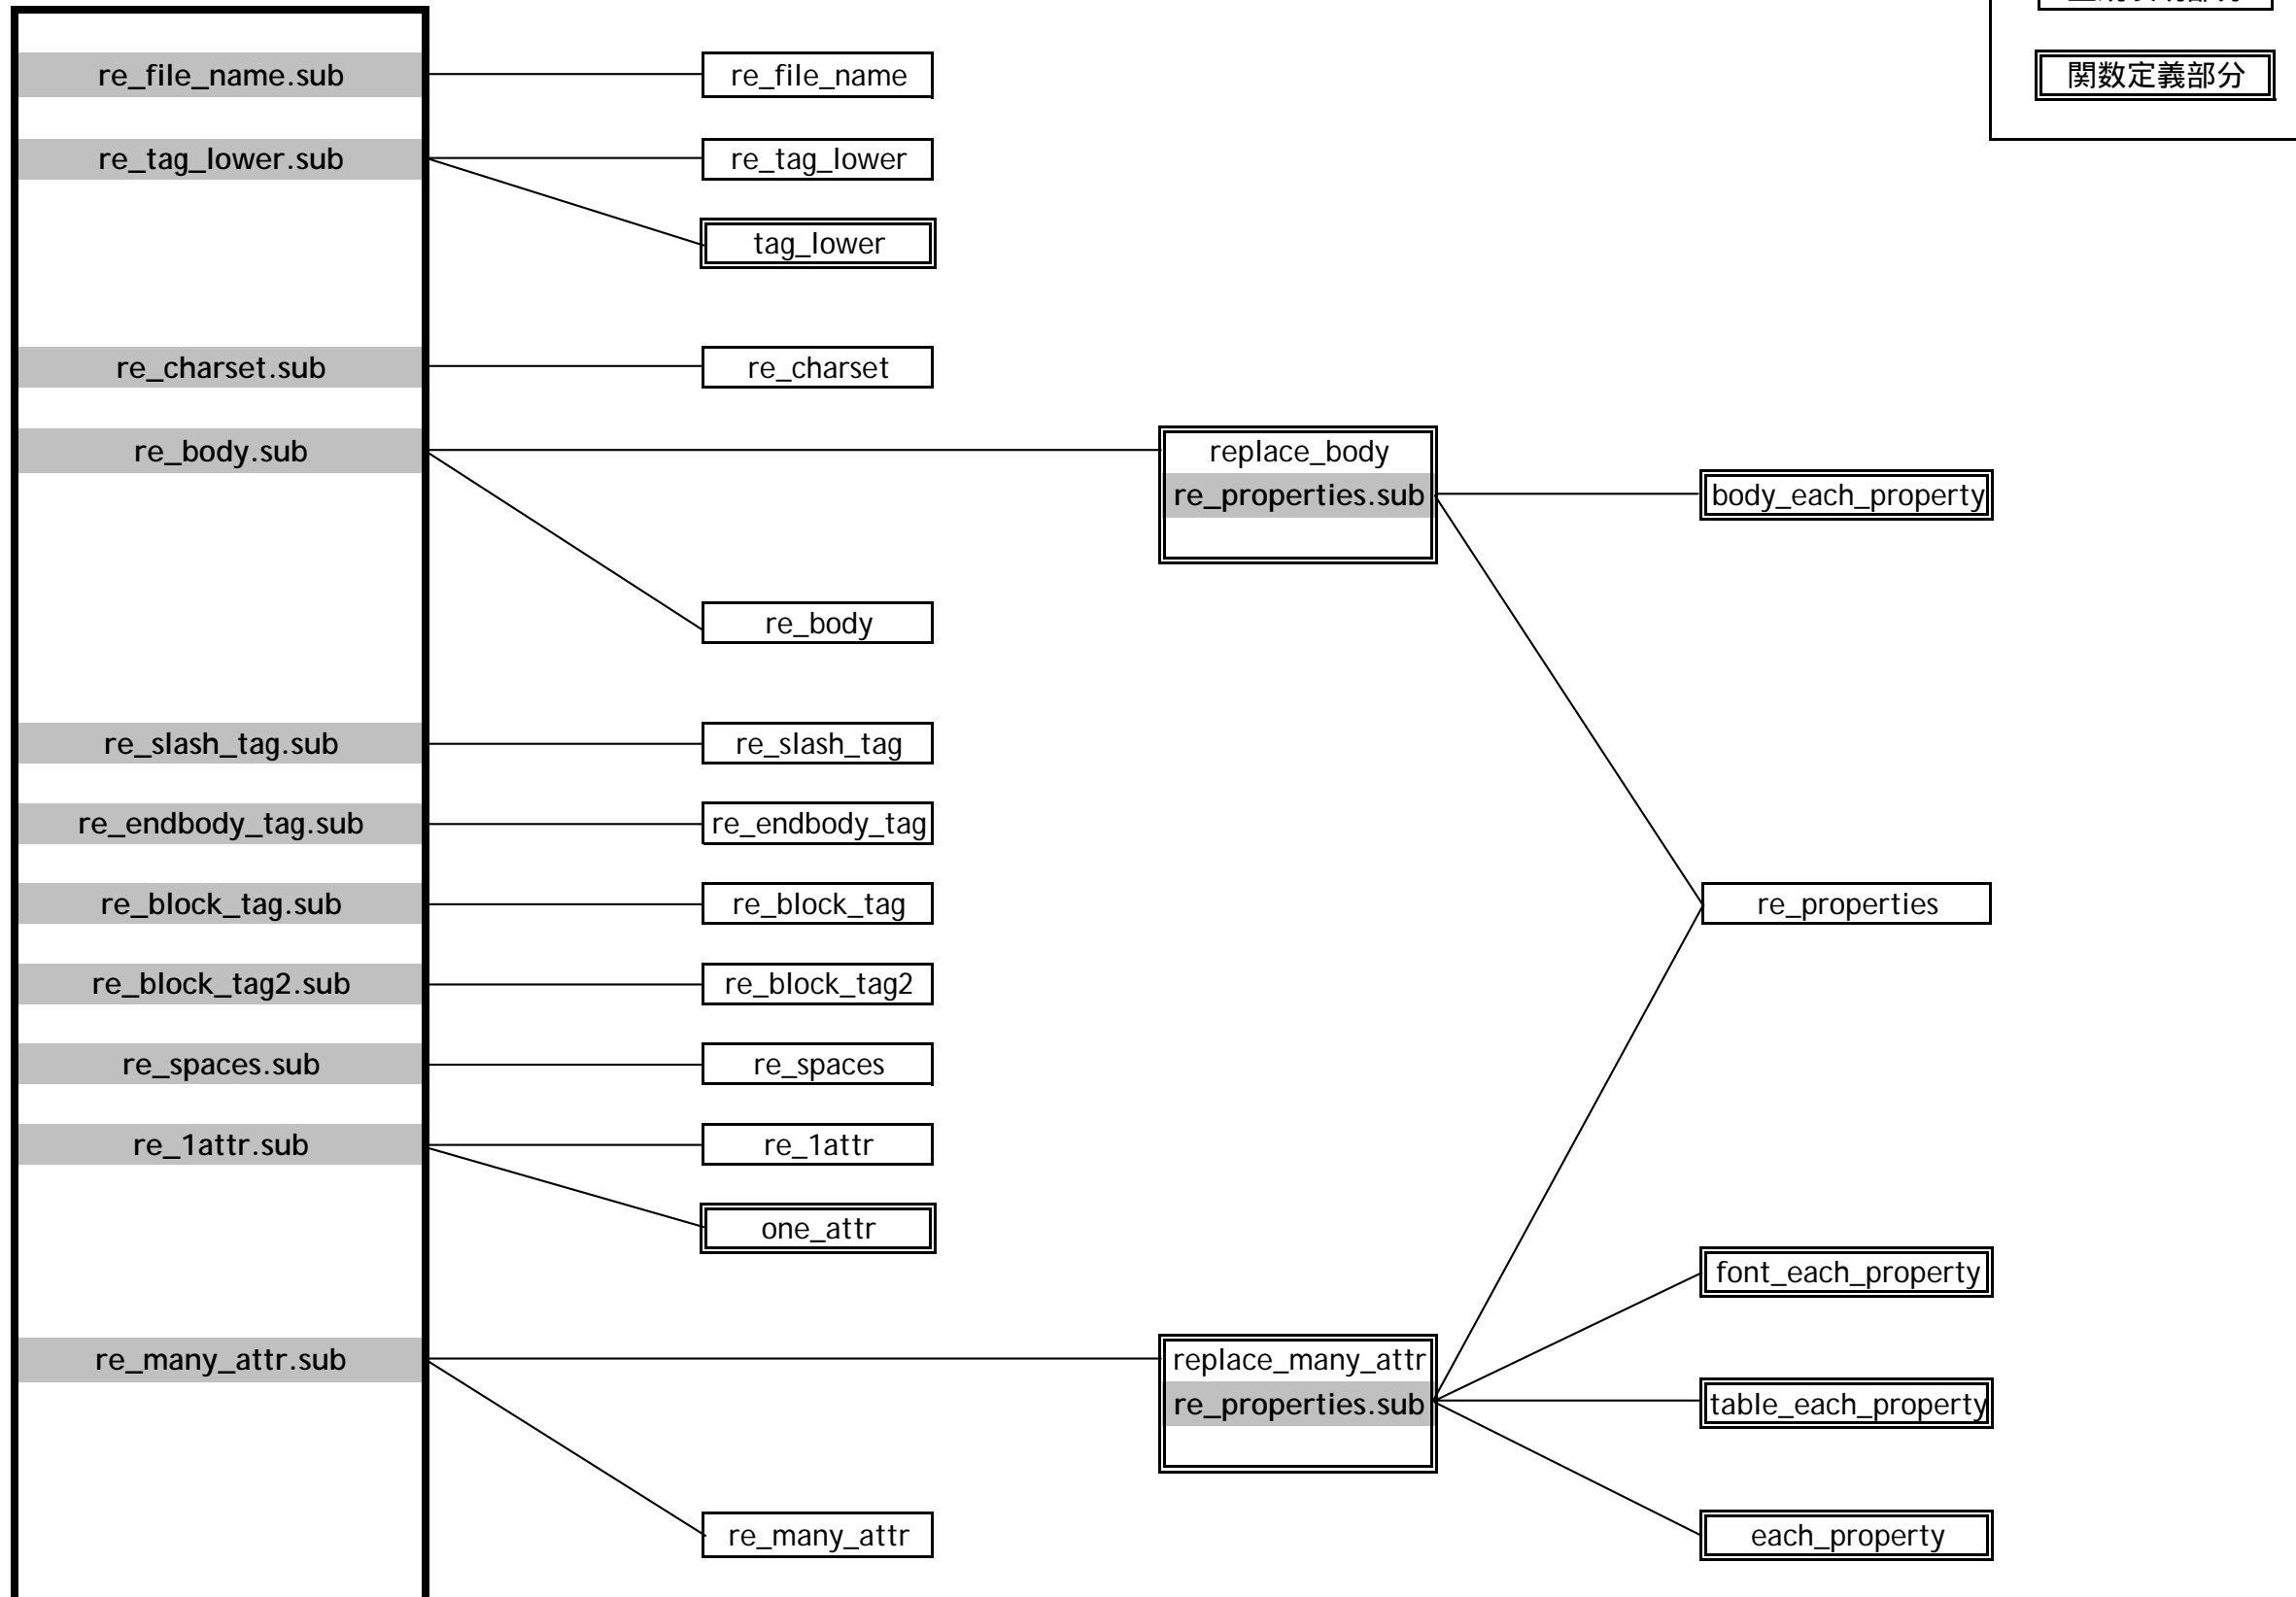 関数定義部分
re_file_name.sub
re_file_name
re_tag_lower.sub
re_tag_lower
tag_lower
re_charset.sub
re_charset
re_body.sub
replace_body
re_properties.sub
body_each_property
re_body
re_slash_tag.sub
re_slash_tag
re_endbody_tag.sub
re_endbody_tag
re_block_tag.sub
re_block_tag
re_properties
re_block_tag2.sub
re_block_tag2
re_spaces.sub
re_spaces
re_1attr.sub
re_1attr
one_attr
font_each_property
re_many_attr.sub
replace_many_attr
re_properties.sub
table_each_property
re_many_attr
each_property